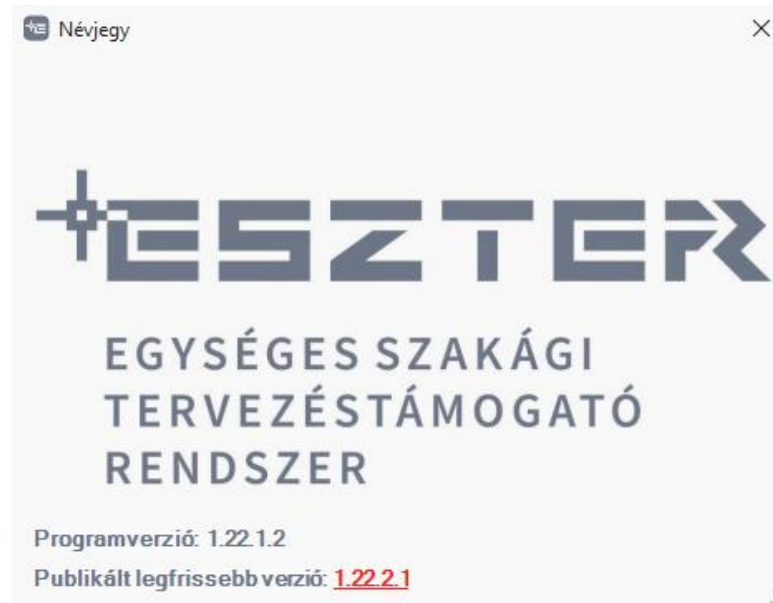 Névjegy
ESZTER
EGYSÉGES SZAKÁGI
TERVEZÉSTÁMOGATÓ
RENDSZER
Programverzió: 1.22.1.2
Publikált legfrissebb verzió: 1.22.2.1